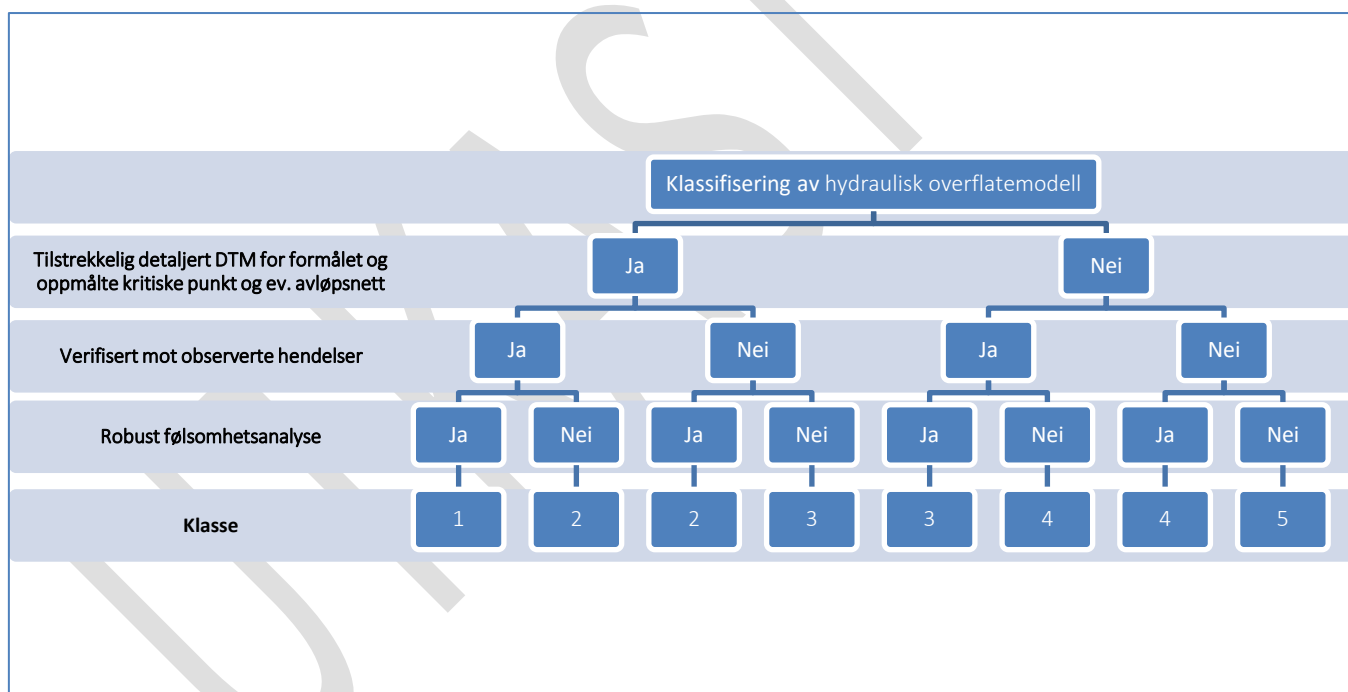 Klassifisering av hydraulisk overflatemodell
Tilstrekkelig detaljert DTM for formålet og
oppmålte kritiske punkt og ev. avløpsnett
Ja
Nei
Verifisert mot observerte hendelser
Ja
Nei
Ja
Nei
Robust følsomhetsanalyse
Ja
Nei
Ja
Nei
Ja
Nei
Ja
Nei
Klasse
1
2
2
3
3
4
4
5